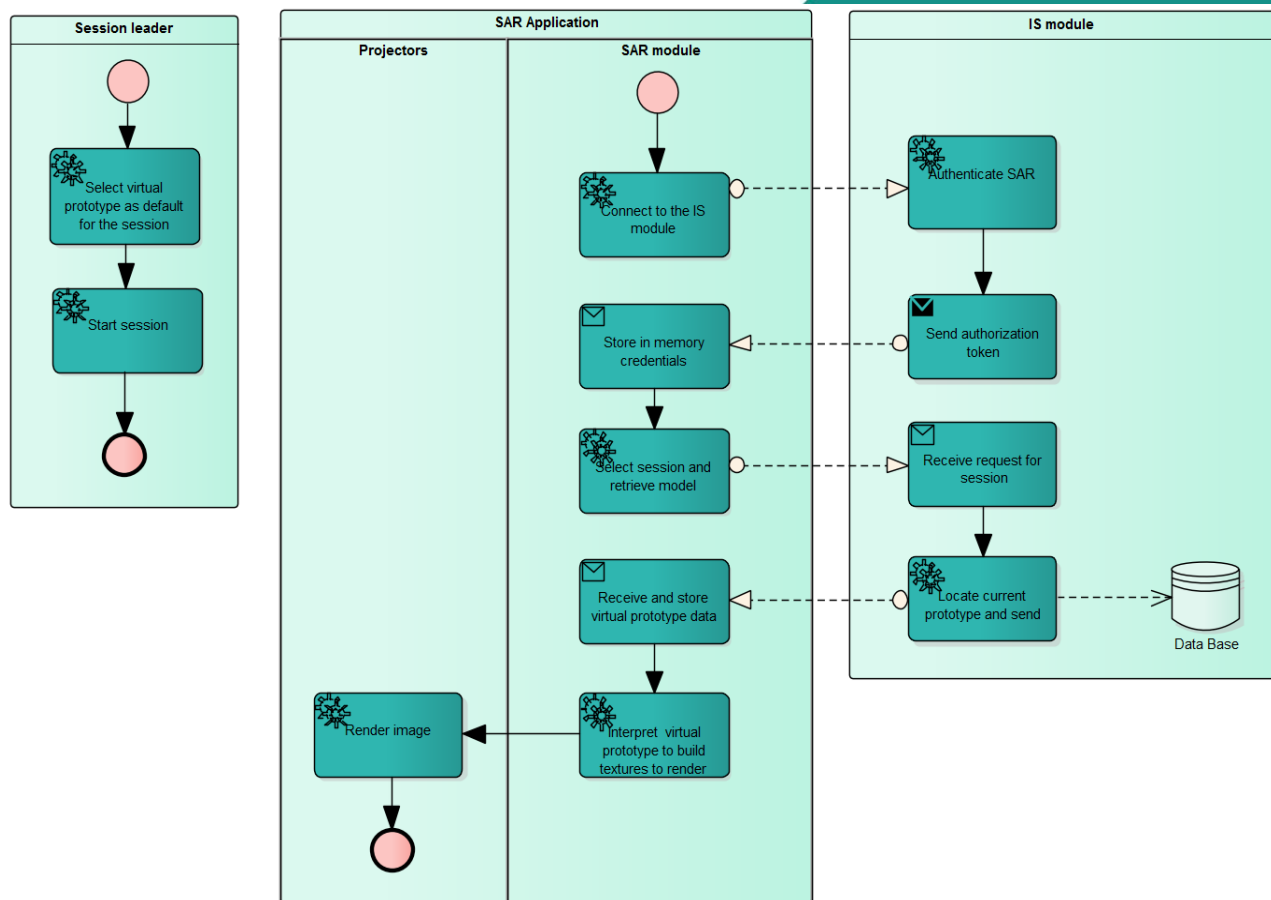 Session leader
Select virtual
prototype as default
for the session
Start session
SAR Application
Projectors
SAR module
Connect to the IS
module
Store in memory
credentials
Select session and
retrieve model
Receive and store
virtual prototype data
Interpret virtual
prototype to build
textures to render
Render image
IS module
Authenticate SAR
Send authorization
token
Receive request for
session
Locate current
prototype and send
Data Base